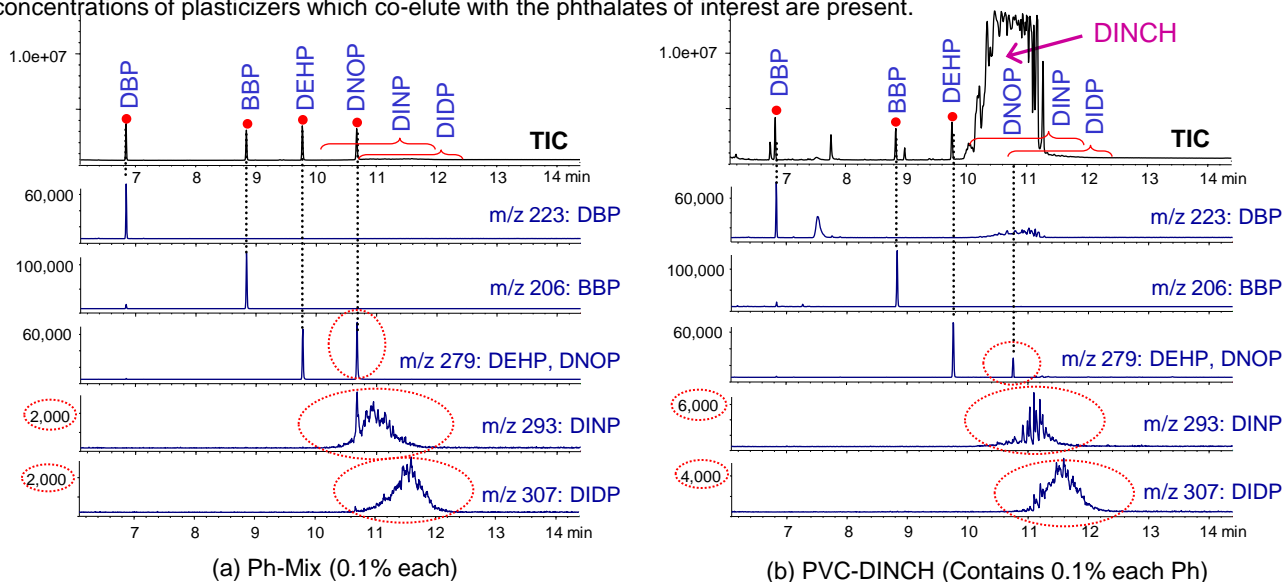 concentrations of plasticizers which co-elute with the phthalates of interest are present.
1.0e+07
DBP
BBP
DEHP
DNOP
DINP
DIDP
TIC
7 8 9 10 11 12 13 14 min
60,000
m/z 223: DBP
100,000
m/z 206: BBP
60,000
m/z 279: DEHP, DNOP
2,000
m/z 293: DINP
2,000
m/z 307: DIDP
7 8 9 10 11 12 13 14 min
(a) Ph-Mix (0.1% each)
1.0e+07
DBP
BBP
DEHP
DINCH
DNOP
DINP
DIDP
TIC
7 8 9 10 11 12 13 14 min
60,000
m/z 223: DBP
100,000
m/z 206: BBP
60,000
m/z 279: DEHP, DNOP
6,000
m/z 293: DINP
4,000
m/z 307: DIDP
7 8 9 10 11 12 13 14 min
(b) PVC-DINCH (Contains 0.1% each Ph)